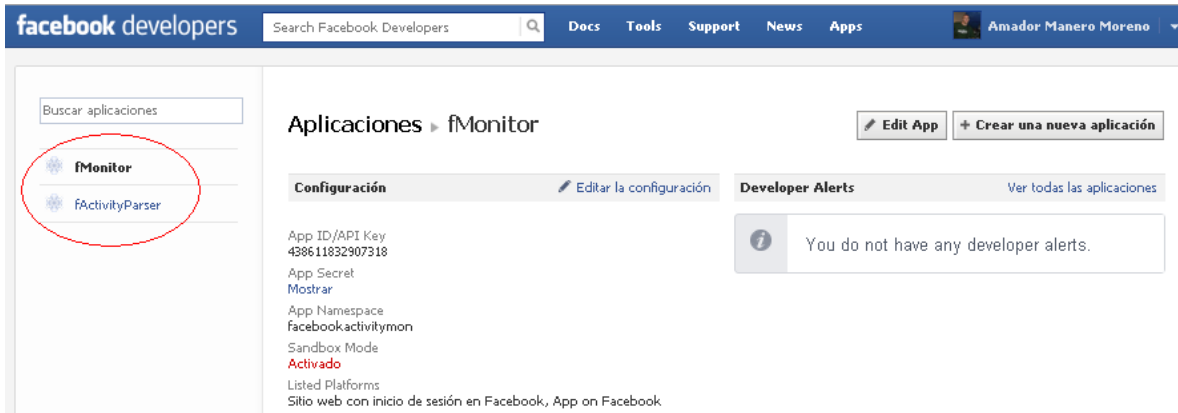 facebook developers
Search Facebook Developers
Docs Tools Support News Apps
Amador Manero Moreno
Buscar aplicaciones
fMonitor
fActivityParser
Aplicaciones ▸ fMonitor
Edit App
+ Crear una nueva aplicación
Configuración
Editar la configuración
App ID/API Key
438611832907318
App Secret
Mostrar
App Namespace
facebookactivitymon
Sandbox Mode
Activado
Listed Platforms
Sitio web con inicio de sesión en Facebook, App on Facebook
Developer Alerts
Ver todas las aplicaciones
You do not have any developer alerts.